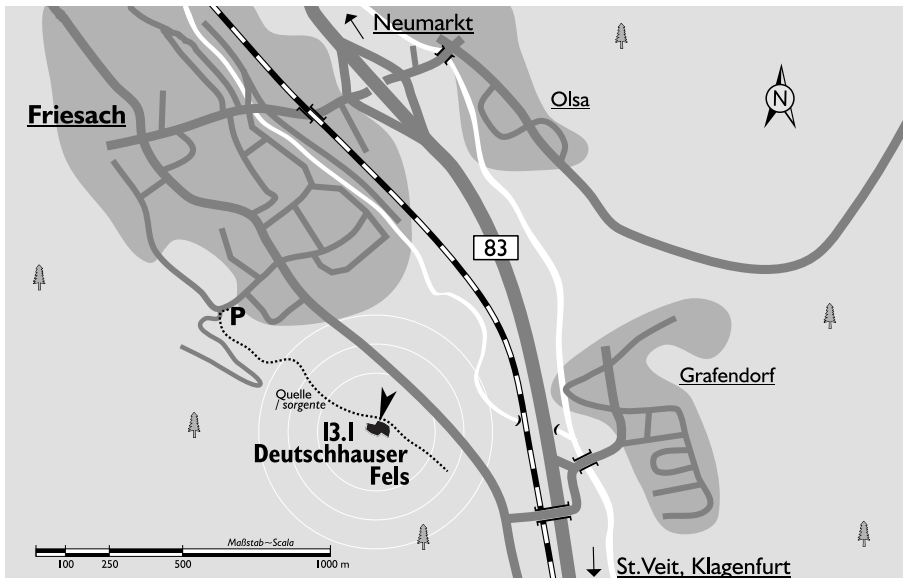 Neumarkt
Olsa
N
Friesach
83
P
Grafendorf
Quelle
/ sorgente
13.1
Deutschhauser
Fels
Maßstab~Scala
100 250 500 1000 m
St.Veit, Klagenfurt